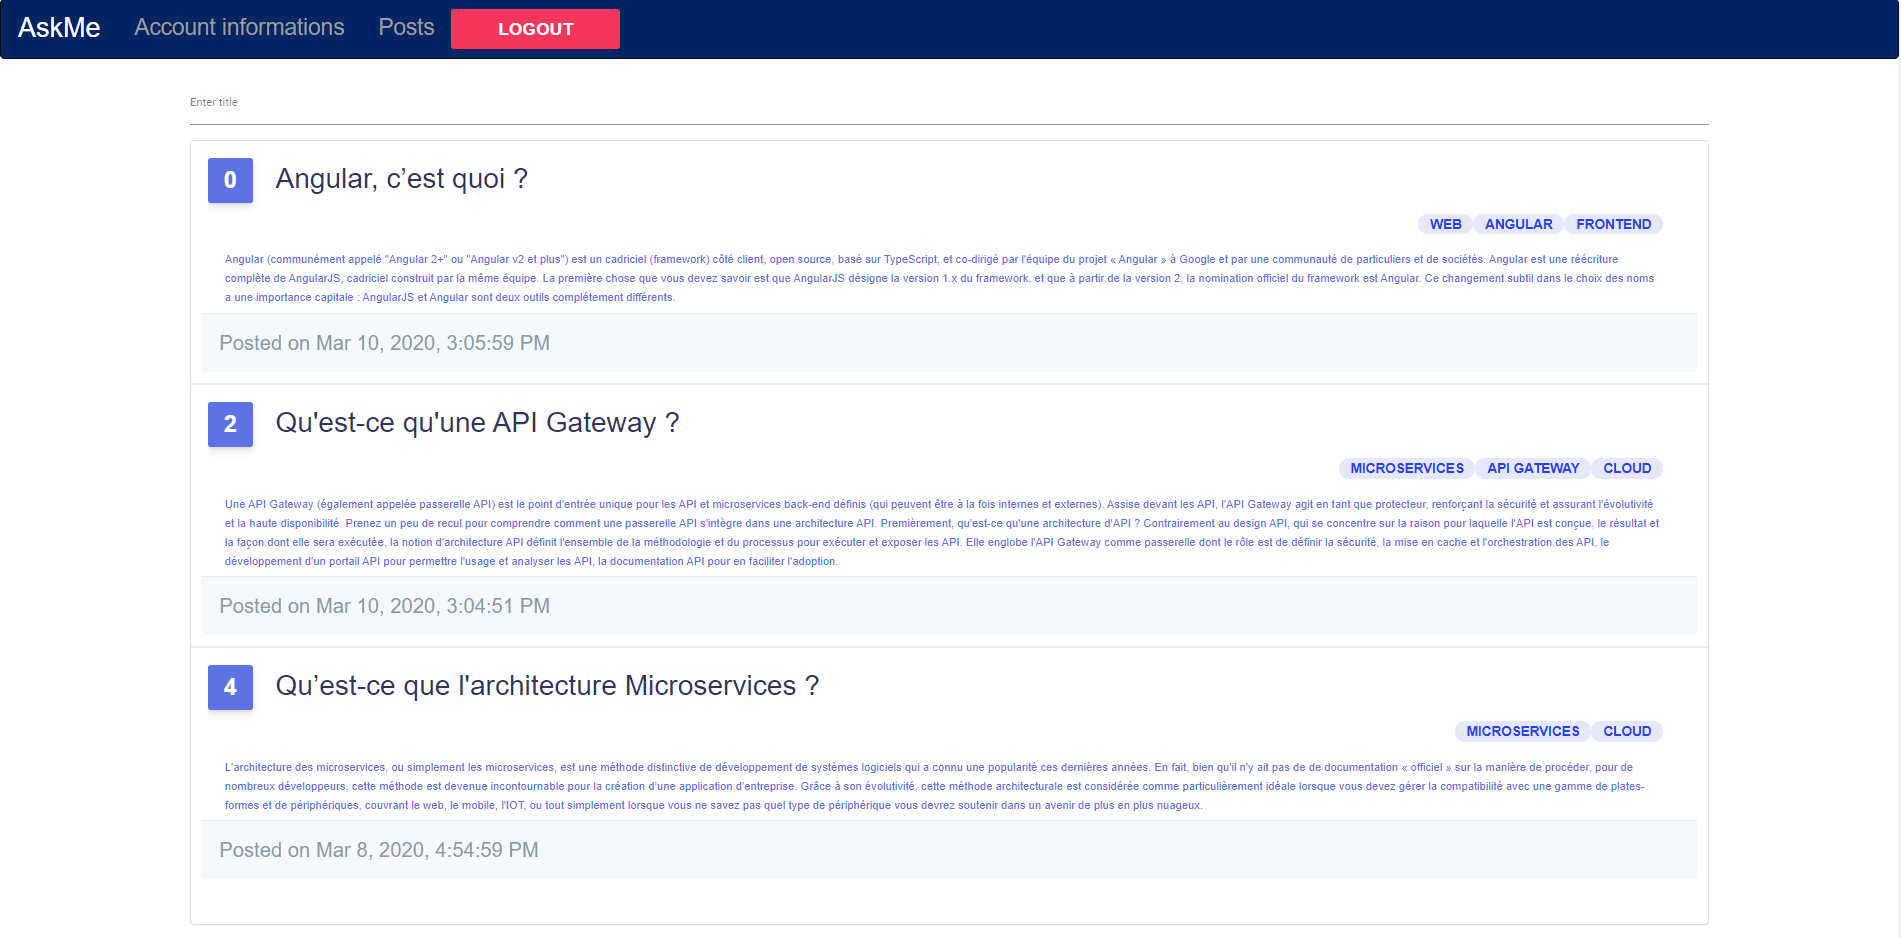 AskMe Account informations Posts LOGOUT
Enter title
0 Angular, c’est quoi ?
WEB ANGULAR FRONTEND
Angular (communément appelé "Angular 2+" ou "Angular v2 et plus") est un cadriciel (framework) côté client, open source, basé sur TypeScript, et co-dirigé par l'équipe du projet « Angular » à Google et par une communauté de particuliers et de sociétés. Angular est une réécriture
complète de AngularJS, cadriciel construit par la même équipe. La première chose que vous devez savoir est que AngularJS désigne la version 1.x du framework, et que à partir de la version 2, la nomination officiel du framework est Angular. Ce changement subtil dans le choix des noms
a une importance capitale : AngularJS et Angular sont deux outils complétement différents.
Posted on Mar 10, 2020, 3:05:59 PM
2 Qu'est-ce qu'une API Gateway ?
MICROSERVICES API GATEWAY CLOUD
Une API Gateway (également appelée passerelle API) est le point d'entrée unique pour les API et microservices back-end définis (qui peuvent être à la fois internes et externes). Assise devant les API, l'API Gateway agit en tant que protecteur, renforçant la sécurité et assurant l'évolutivité
et la haute disponibilité. Prenez un peu de recul pour comprendre comment une passerelle API s'intègre dans une architecture API. Premièrement, qu'est-ce qu'une architecture d'API ? Contrairement au design API, qui se concentre sur la raison pour laquelle l'API est conçue, le résultat et
la façon dont elle sera exécutée, la notion d'architecture API définit l'ensemble de la méthodologie et du processus pour exécuter et exposer les API. Elle englobe l'API Gateway comme passerelle dont le rôle est de définir la sécurité, la mise en cache et l'orchestration des API, le
développement d'un portail API pour permettre l'usage et analyser les API, la documentation API pour en faciliter l'adoption.
Posted on Mar 10, 2020, 3:04:51 PM
4 Qu’est-ce que l'architecture Microservices ?
MICROSERVICES CLOUD
L'architecture des microservices, ou simplement les microservices, est une méthode distinctive de développement de systèmes logiciels qui a connu une popularité ces dernières années. En fait, bien qu'il n'y ait pas de de documentation « officiel » sur la manière de procéder, pour de
nombreux développeurs, cette méthode est devenue incontournable pour la création d'une application d'entreprise. Grâce à son évolutivité, cette méthode architecturale est considérée comme particulièrement idéale lorsque vous devez gérer la compatibilité avec une gamme de plates-
formes et de périphériques, couvrant le web, le mobile, l'IOT, ou tout simplement lorsque vous ne savez pas quel type de périphérique vous devrez soutenir dans un avenir de plus en plus nuageux.
Posted on Mar 8, 2020, 4:54:59 PM